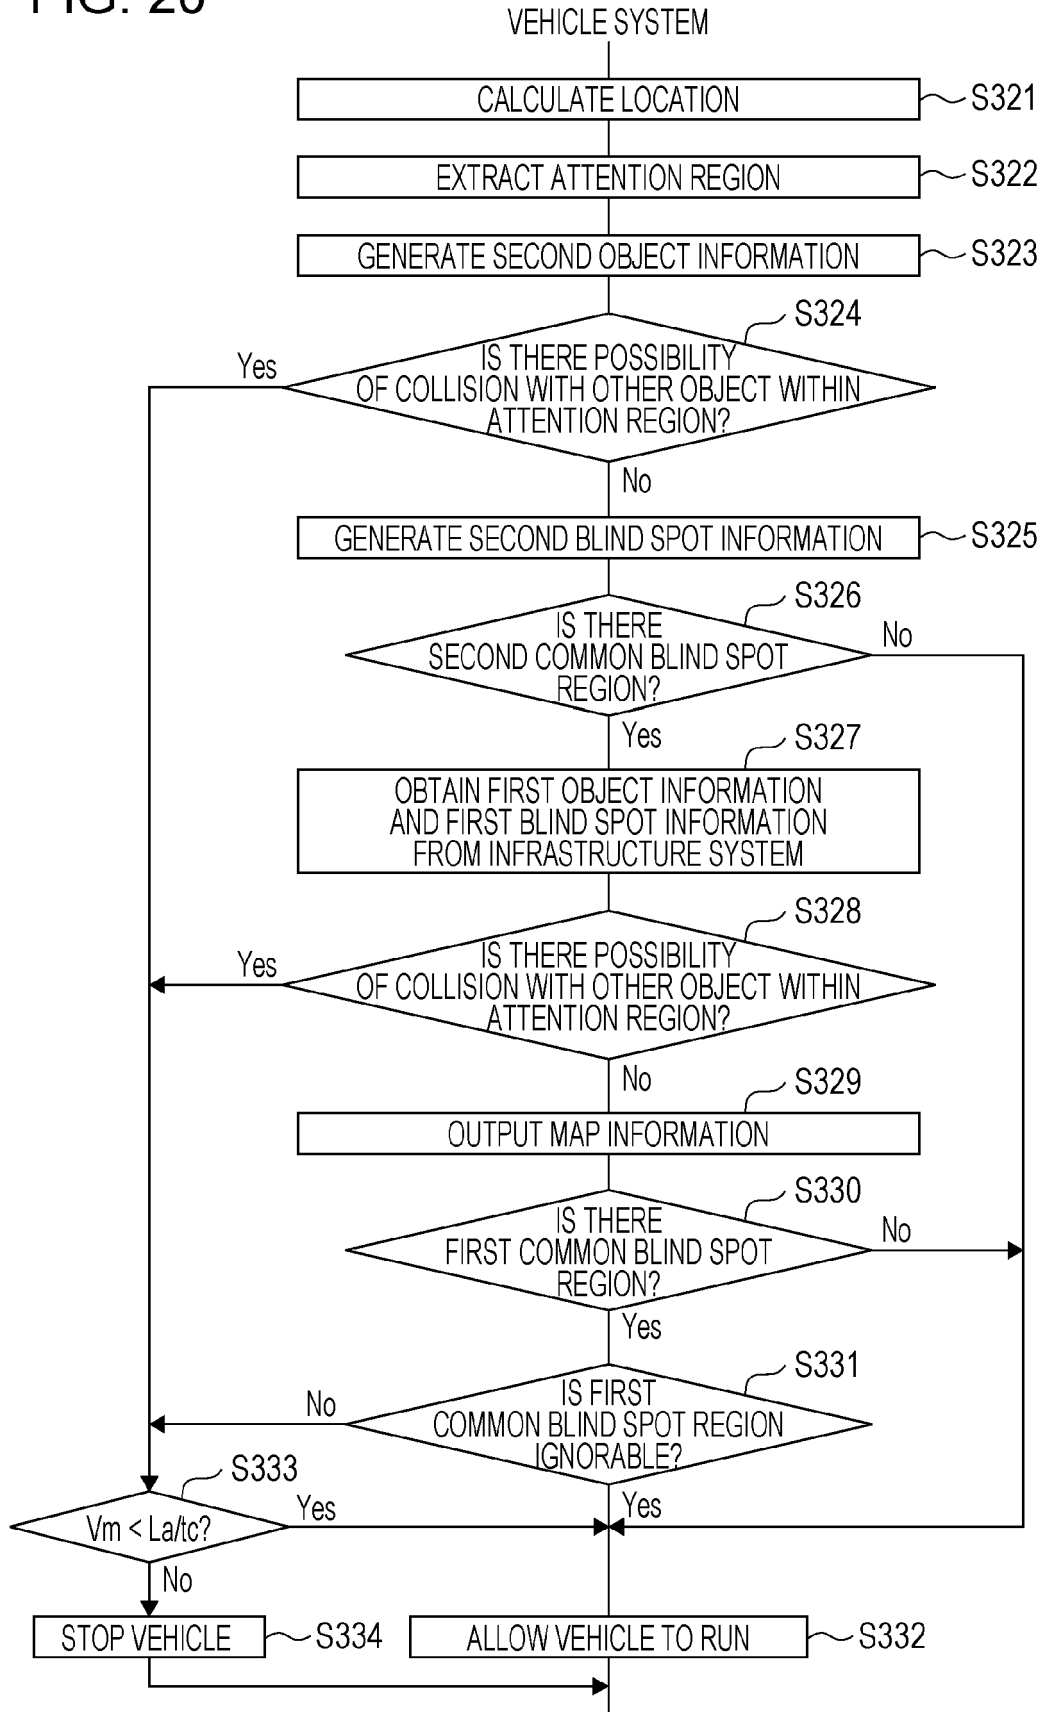 FIG. 20
VEHICLE SYSTEM
CALCULATE LOCATION
S321
EXTRACT ATTENTION REGION
S322
GENERATE SECOND OBJECT INFORMATION
S323
S324
Yes
IS THERE POSSIBILITY
OF COLLISION WITH OTHER OBJECT WITHIN
ATTENTION REGION?
No
GENERATE SECOND BLIND SPOT INFORMATION
S325
S326
IS THERE
SECOND COMMON BLIND SPOT
REGION?
No
Yes
S327
OBTAIN FIRST OBJECT INFORMATION
AND FIRST BLIND SPOT INFORMATION
FROM INFRASTRUCTURE SYSTEM
S328
Yes
IS THERE POSSIBILITY
OF COLLISION WITH OTHER OBJECT WITHIN
ATTENTION REGION?
No
S329
OUTPUT MAP INFORMATION
S330
IS THERE
FIRST COMMON BLIND SPOT
REGION?
No
Yes
S331
No
IS FIRST
COMMON BLIND SPOT REGION
IGNORABLE?
Yes
S333
Vm < La/tc?
Yes
No
STOP VEHICLE
S334
ALLOW VEHICLE TO RUN
S332